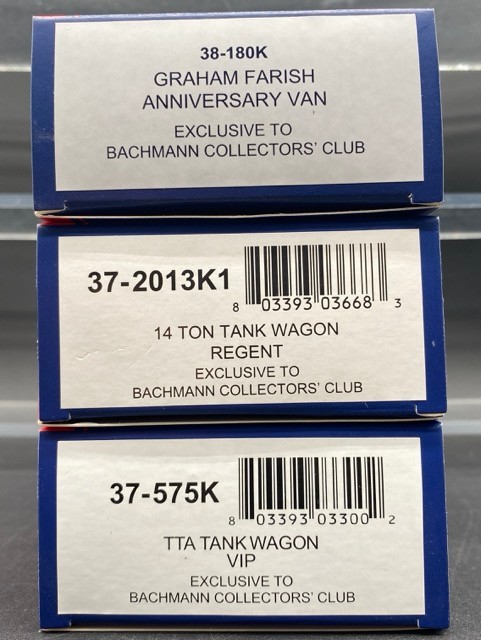 38-180K
GRAHAM FARISH
ANNIVERSARY VAN
EXCLUSIVE TO
BACHMANN COLLECTORS' CLUB
37-2013K1
8 03393 03668 3
14 TON TANK WAGON
REGENT
EXCLUSIVE TO
BACHMANN COLLECTORS' CLUB
37-575K
8 03393 03300 2
TTA TANK WAGON
VIP
EXCLUSIVE TO
BACHMANN COLLECTORS' CLUB